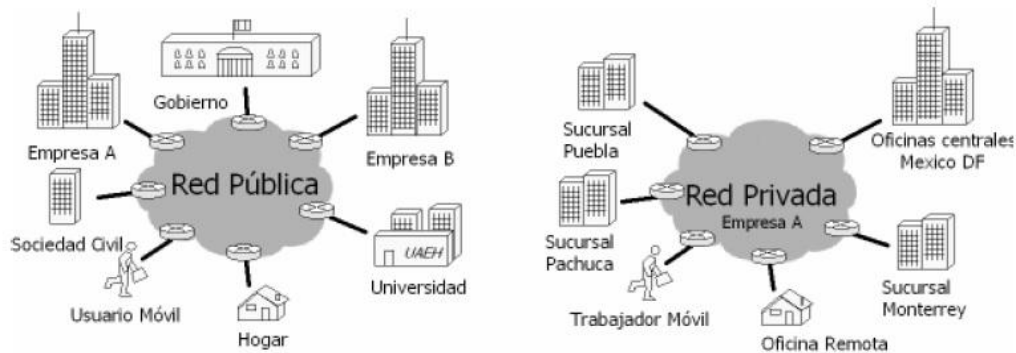 Gobierno
Empresa A
Empresa B
Red Pública
Sociedad Civil
UAEH
Universidad
Usuario Móvil
Hogar
Sucursal
Puebla
Oficinas centrales
Mexico DF
Red Privada
Empresa A
Sucursal
Pachuca
Sucursal
Monterrey
Trabajador Móvil
Oficina Remota